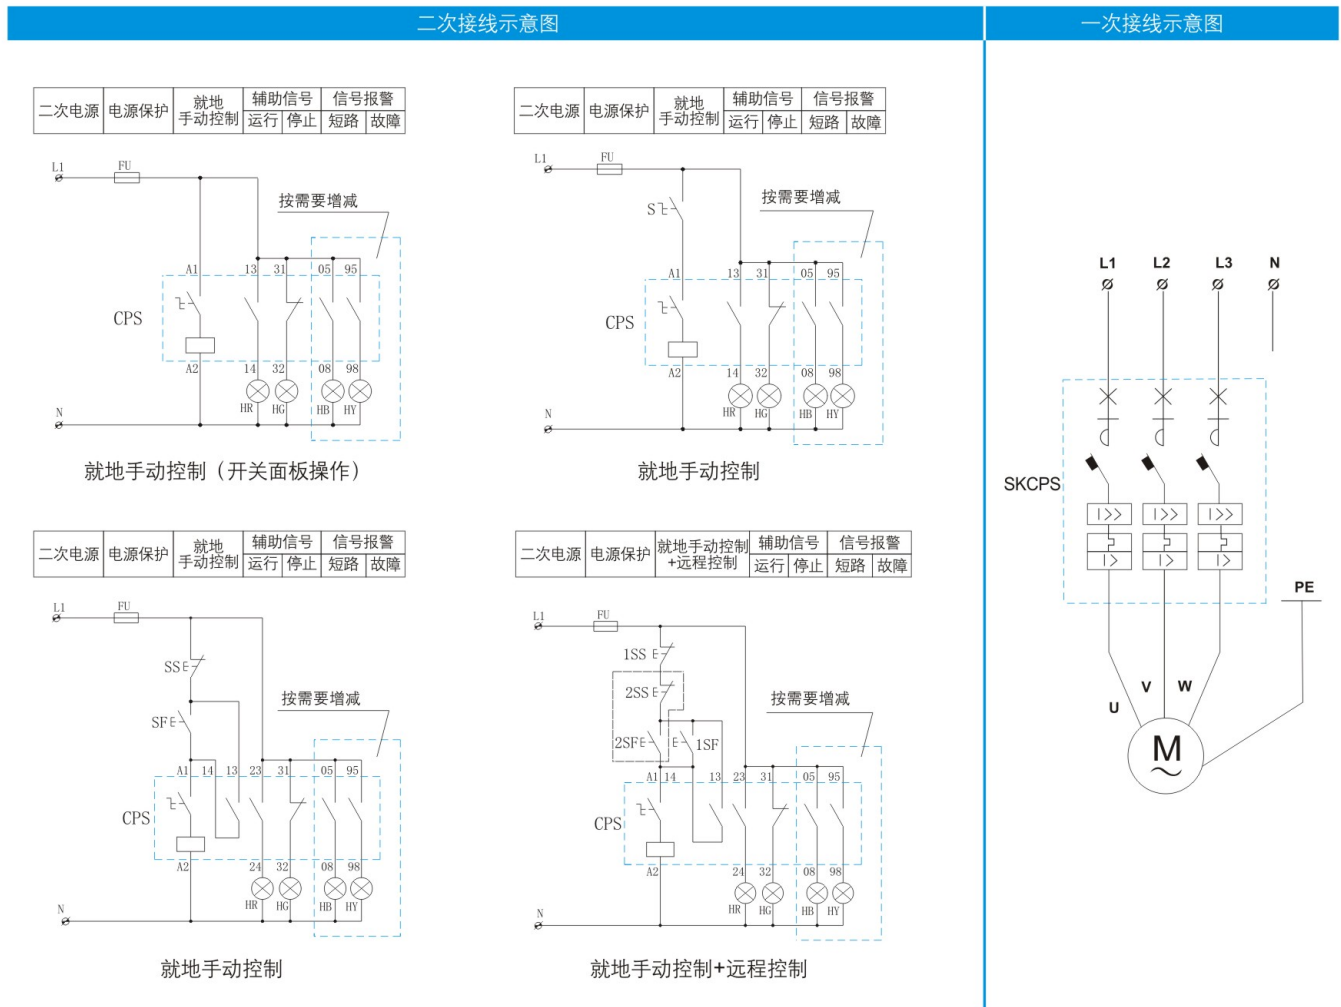 二次接线示意图
一次接线示意图
二次电源 电源保护 就地手动控制 辅助信号 信号报警
运行 停止 短路 故障
L1 FU
按需要增减
A1 13 31 05 95
CPS
A2 14 32 08 98
HR HG HB HY
N
就地手动控制（开关面板操作）
二次电源 电源保护 就地手动控制 辅助信号 信号报警
运行 停止 短路 故障
L1 FU
S
按需要增减
A1 13 31 05 95
CPS
A2 14 32 08 98
HR HG HB HY
N
就地手动控制
二次电源 电源保护 就地手动控制 辅助信号 信号报警
运行 停止 短路 故障
L1 FU
SS
按需要增减
SF
A1 14 13 23 31 05 95
CPS
A2 24 32 08 98
HR HG HB HY
N
就地手动控制
二次电源 电源保护 就地手动控制+远程控制 辅助信号 信号报警
运行 停止 短路 故障
L1 FU
1SS
2SS
按需要增减
2SF 1SF
A1 14 13 23 31 05 95
CPS
A2 24 32 08 98
HR HG HB HY
N
就地手动控制+远程控制
L1 L2 L3 N
SKCPS
I>> I>> I>>
I> I> I>
PE
U V W
M